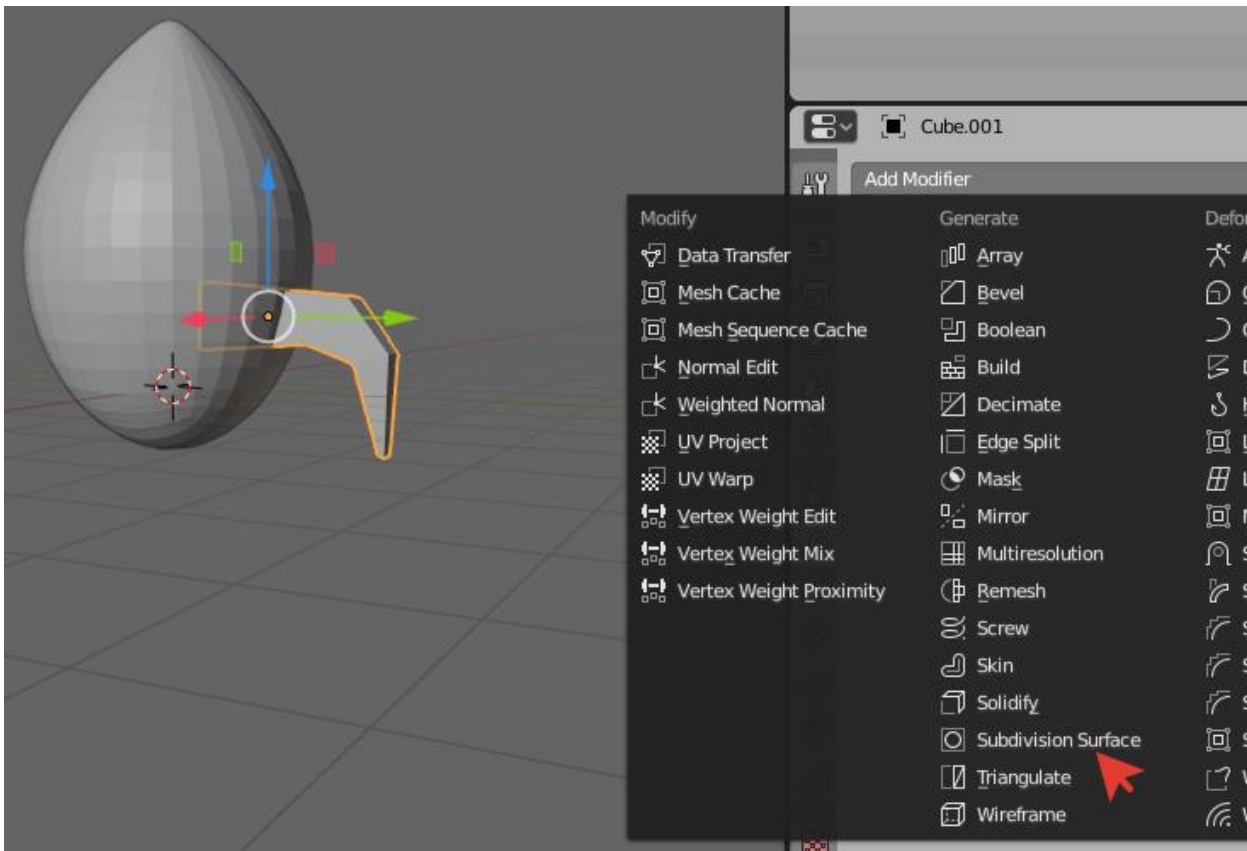 Cube.001
Add Modifier
Modify
Data Transfer
Mesh Cache
Mesh Sequence Cache
Normal Edit
Weighted Normal
UV Project
UV Warp
Vertex Weight Edit
Vertex Weight Mix
Vertex Weight Proximity
Generate
Array
Bevel
Boolean
Build
Decimate
Edge Split
Mask
Mirror
Multiresolution
Remesh
Screw
Skin
Solidify
Subdivision Surface
Triangulate
Wireframe